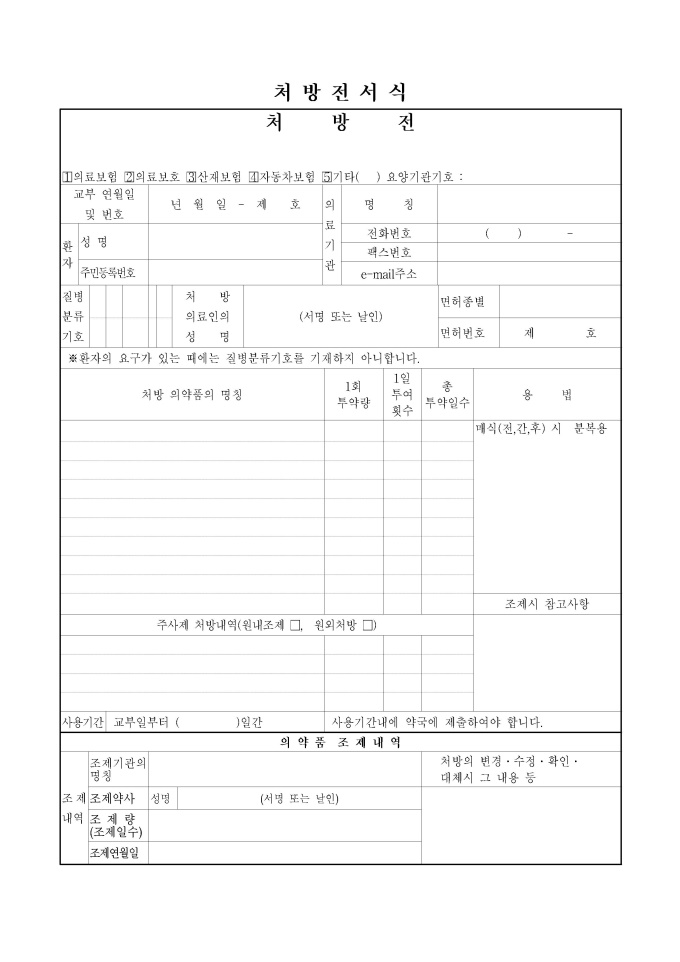 처 방 전 서 식
처 방 전
1의료보험 2의료보호 3산재보험 4자동차보험 5기타( ) 요양기관기호 :
교부 연월일
및 번호
년 월 일 - 제 호
의료기관
명 칭
전화번호
( ) -
팩스번호
e-mail주소
환자
성 명
주민등록번호
질병
분류
기호
처 방
의료인의
성 명
(서명 또는 날인)
면허종별
면허번호
제 호
※환자의 요구가 있는 때에는 질병분류기호를 기재하지 아니합니다.
처방 의약품의 명칭
1회
투약량
1일
투여
횟수
총
투약일수
용 법
매식(전,간,후) 시 분복용
조제시 참고사항
주사제 처방내역(원내조제 □, 원외처방 □)
사용기간
교부일부터 ( )일간
사용기간내에 약국에 제출하여야 합니다.
의 약 품 조 제 내 역
조 제
내역
조제기관의
명칭
처방의 변경·수정·확인·
대체시 그 내용 등
조제약사
성명
(서명 또는 날인)
조 제 량
(조제일수)
조제연월일